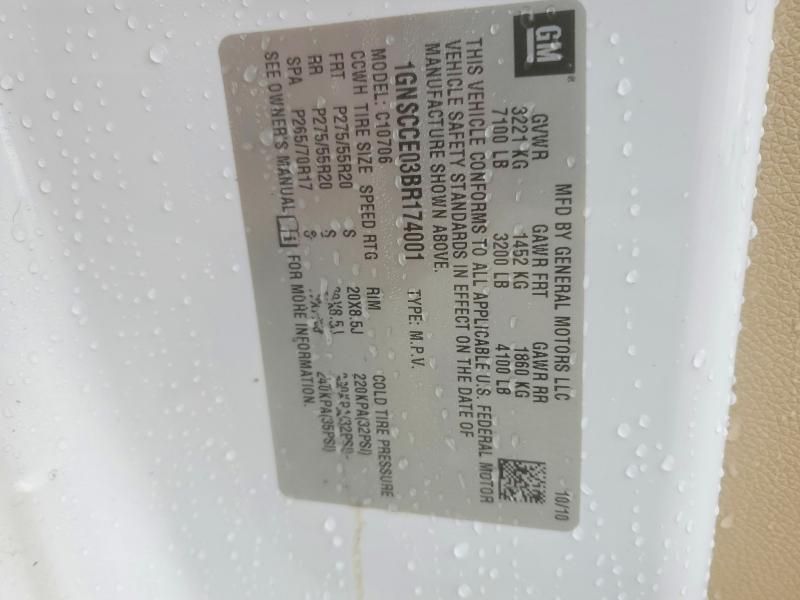 GM
MFD BY GENERAL MOTORS LLC 10/10
GVWR GAWR FRT GAWR RR
3221 KG 1452 KG 1860 KG
7100 LB 3200 LB 4100 LB
THIS VEHICLE CONFORMS TO ALL APPLICABLE U.S. FEDERAL MOTOR
VEHICLE SAFETY STANDARDS IN EFFECT ON THE DATE OF
MANUFACTURE SHOWN ABOVE.
1GNSCCE03BR174001 TYPE: M.P.V.
MODEL: C10706
CCWH TIRE SIZE SPEED RTG RIM COLD TIRE PRESSURE
FRT P275/55R20 S 20X8.5J 220KPA(32PSI)
RR P275/55R20 S 20X8.5J
SPA P265/70R17 S 240KPA(35PSI)
SEE OWNER'S MANUAL FOR MORE INFORMATION.